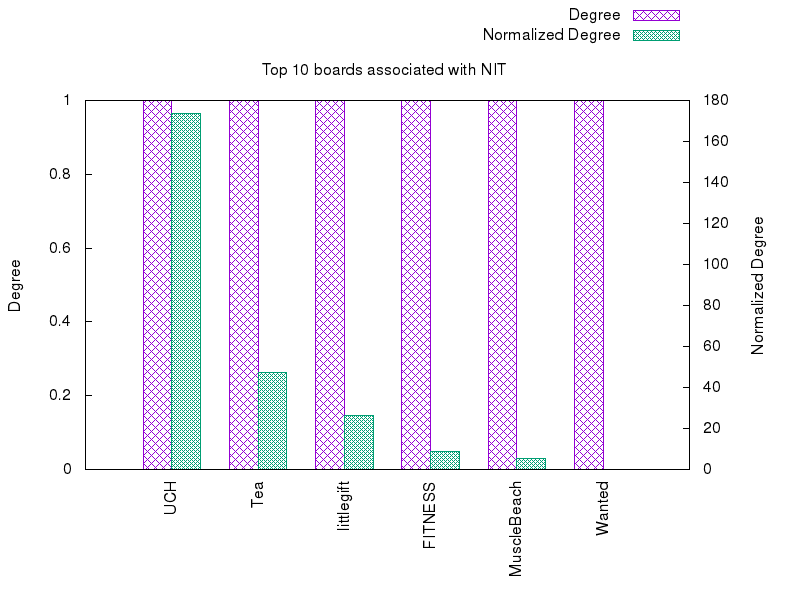 Degree
Normalized Degree
Top 10 boards associated with NIT
1
0.8
0.6
0.4
0.2
0
Degree
180
160
140
120
100
80
60
40
20
0
Normalized Degree
UCH
Tea
littlegift
FITNESS
MuscleBeach
Wanted